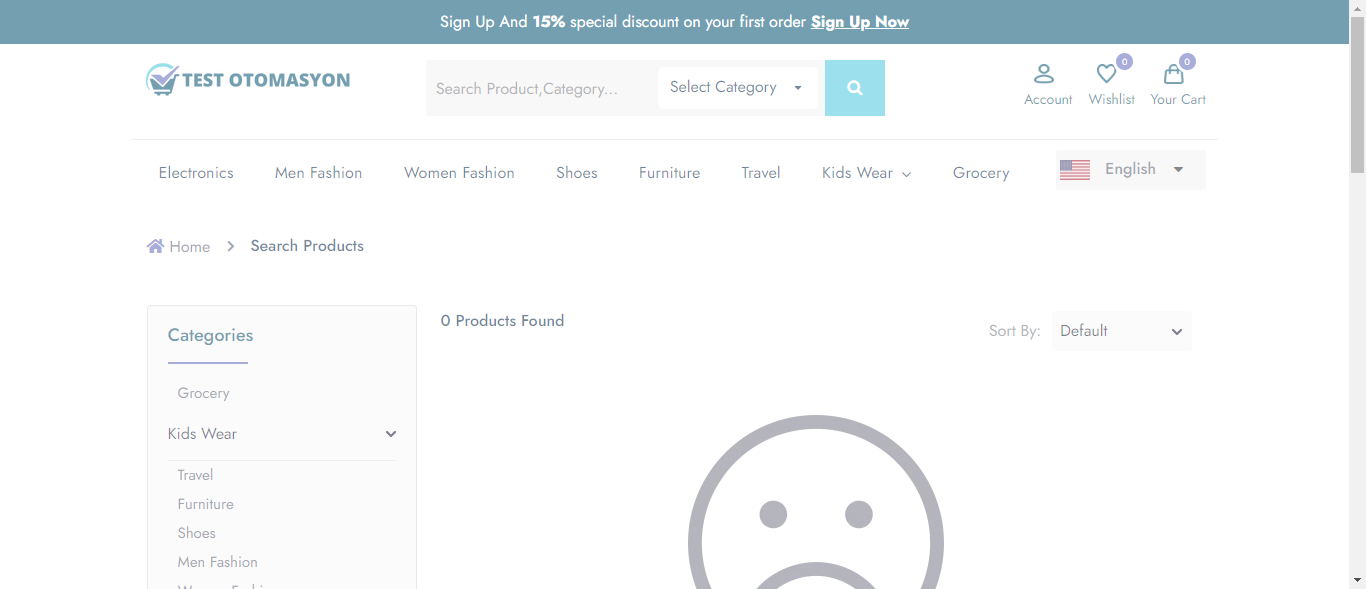 Sign Up And 15% special discount on your first order Sign Up Now
TEST OTOMASYON
Search Product,Category...
Select Category
0
0
Account
Wishlist
Your Cart
Electronics
Men Fashion
Women Fashion
Shoes
Furniture
Travel
Kids Wear
Grocery
English
Home
Search Products
Categories
Grocery
Kids Wear
Travel
Furniture
Shoes
Men Fashion
0 Products Found
Sort By:
Default